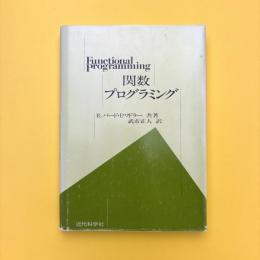 Functional
programming
関数
プログラミング
R.バード・P.ワドラー 共著
武市正人 訳
近代科学社